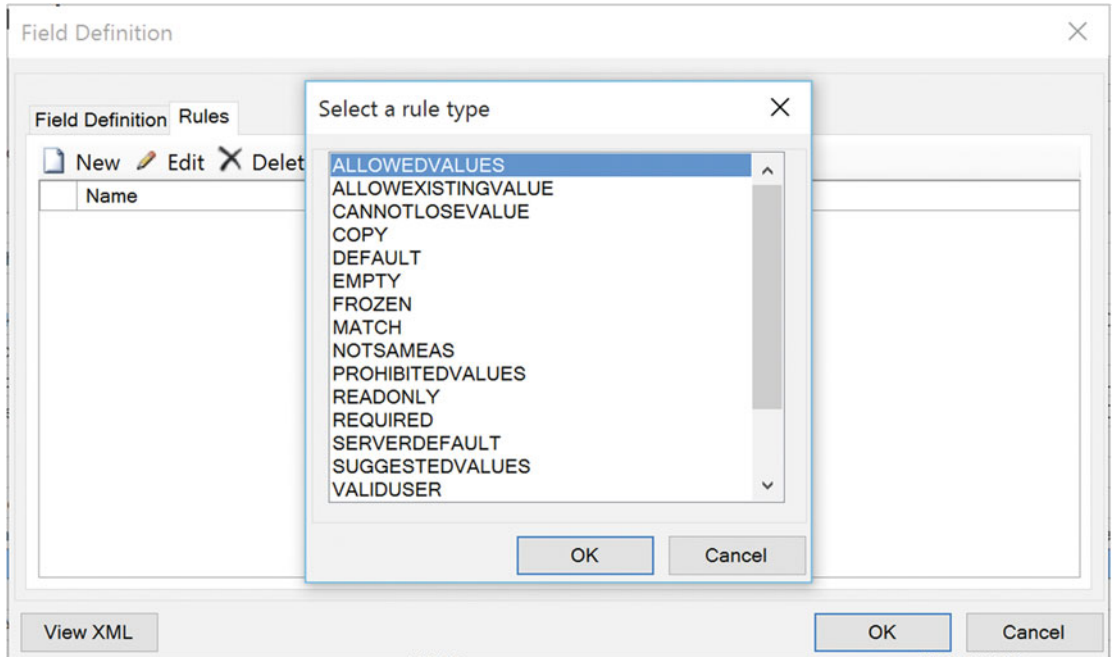 Field Definition
Select a rule type
Field Definition Rules
New Edit Delet
Name
ALLOWEDVALUES
ALLOWEXISTINGVALUE
CANNOTLOSEVALUE
COPY
DEFAULT
EMPTY
FROZEN
MATCH
NOTSAMEAS
PROHIBITEDVALUES
READONLY
REQUIRED
SERVERDEFAULT
SUGGESTEDVALUES
VALIDUSER
OK Cancel
View XML OK Cancel